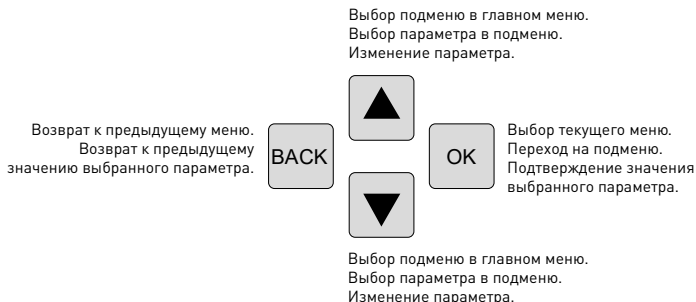 Выбор подменю в главном меню.
Выбор параметра в подменю.
Изменение параметра.
Возврат к предыдущему меню.
Возврат к предыдущему
значению выбранного параметра.
BACK
OK
Выбор текущего меню.
Переход на подменю.
Подтверждение значения
выбранного параметра.
Выбор подменю в главном меню.
Выбор параметра в подменю.
Изменение параметра.